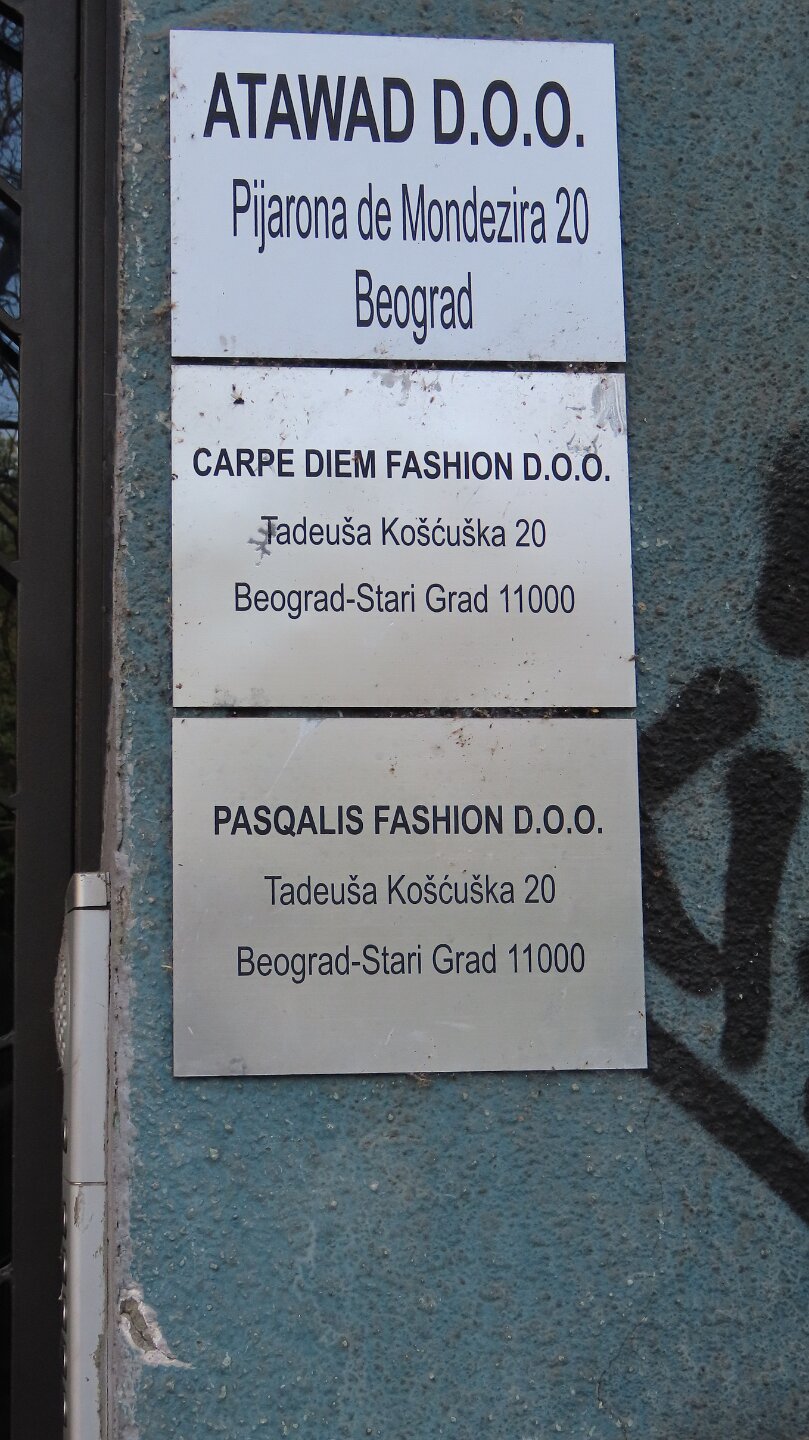 ATAWAD D.O.O.
Pijarona de Mondezira 20
Beograd
CARPE DIEM FASHION D.O.O.
Tadeuša Košćuška 20
Beograd-Stari Grad 11000
PASQALIS FASHION D.O.O.
Tadeuša Košćuška 20
Beograd-Stari Grad 11000